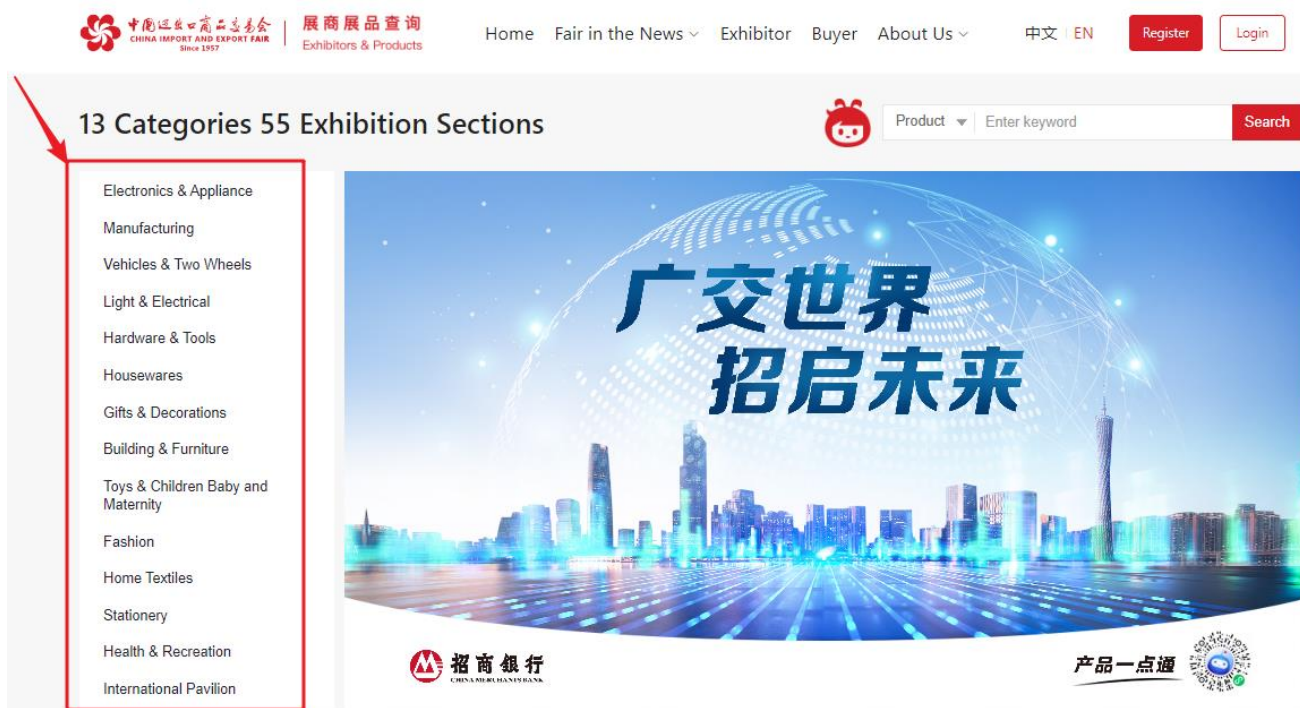 中国进出口商品交易会
CHINA IMPORT AND EXPORT FAIR
Since 1957
展商展品查询
Exhibitors & Products
Home Fair in the News Exhibitor Buyer About Us 中文 EN Register Login
13 Categories 55 Exhibition Sections
Product Enter keyword Search
Electronics & Appliance
Manufacturing
Vehicles & Two Wheels
Light & Electrical
Hardware & Tools
Housewares
Gifts & Decorations
Building & Furniture
Toys & Children Baby and
Maternity
Fashion
Home Textiles
Stationery
Health & Recreation
International Pavilion
广交世界
招启未来
招商银行
CHINA MERCHANTS BANK
产品一点通